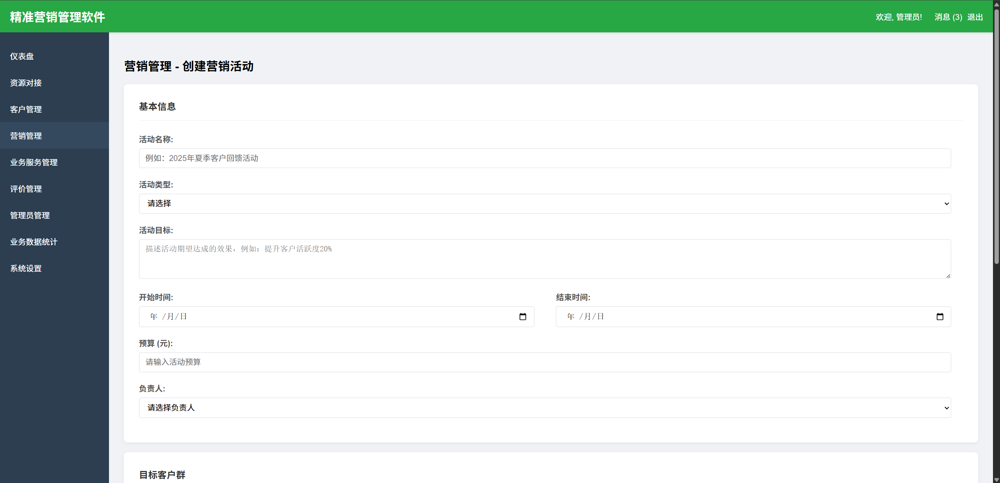 精准营销管理软件
欢迎, 管理员! 消息 (3) 退出
仪表盘
资源对接
客户管理
营销管理
业务服务管理
评价管理
管理员管理
业务数据统计
系统设置
营销管理 - 创建营销活动
基本信息
活动名称:
例如：2025年夏季客户回馈活动
活动类型:
请选择
活动目标:
描述活动期望达成的效果，例如：提升客户活跃度20%
开始时间:
年 /月/日
结束时间:
年 /月/日
预算 (元):
请输入活动预算
负责人:
请选择负责人
目标客户群